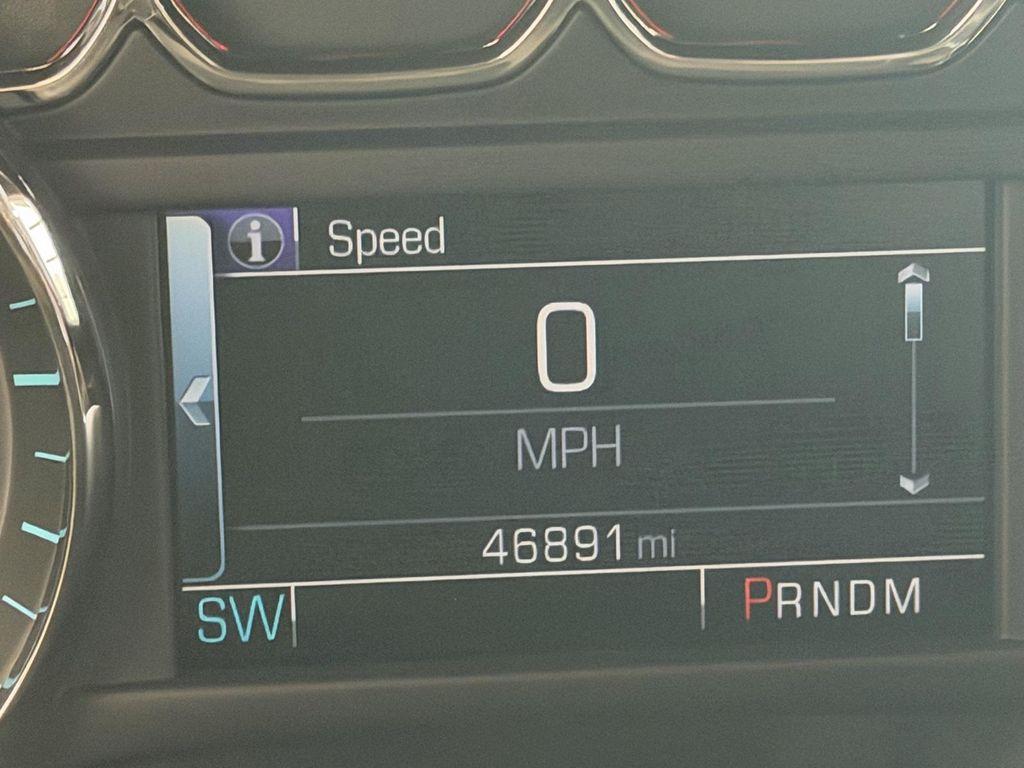 i Speed
0
MPH
46891 mi
SW PRNDM